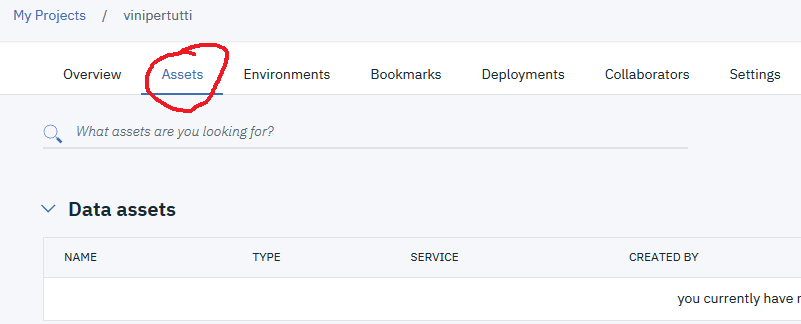 My Projects / vinipertutti
Overview Assets Environments Bookmarks Deployments Collaborators Settings
What assets are you looking for?
Data assets
NAME TYPE SERVICE CREATED BY
you currently have